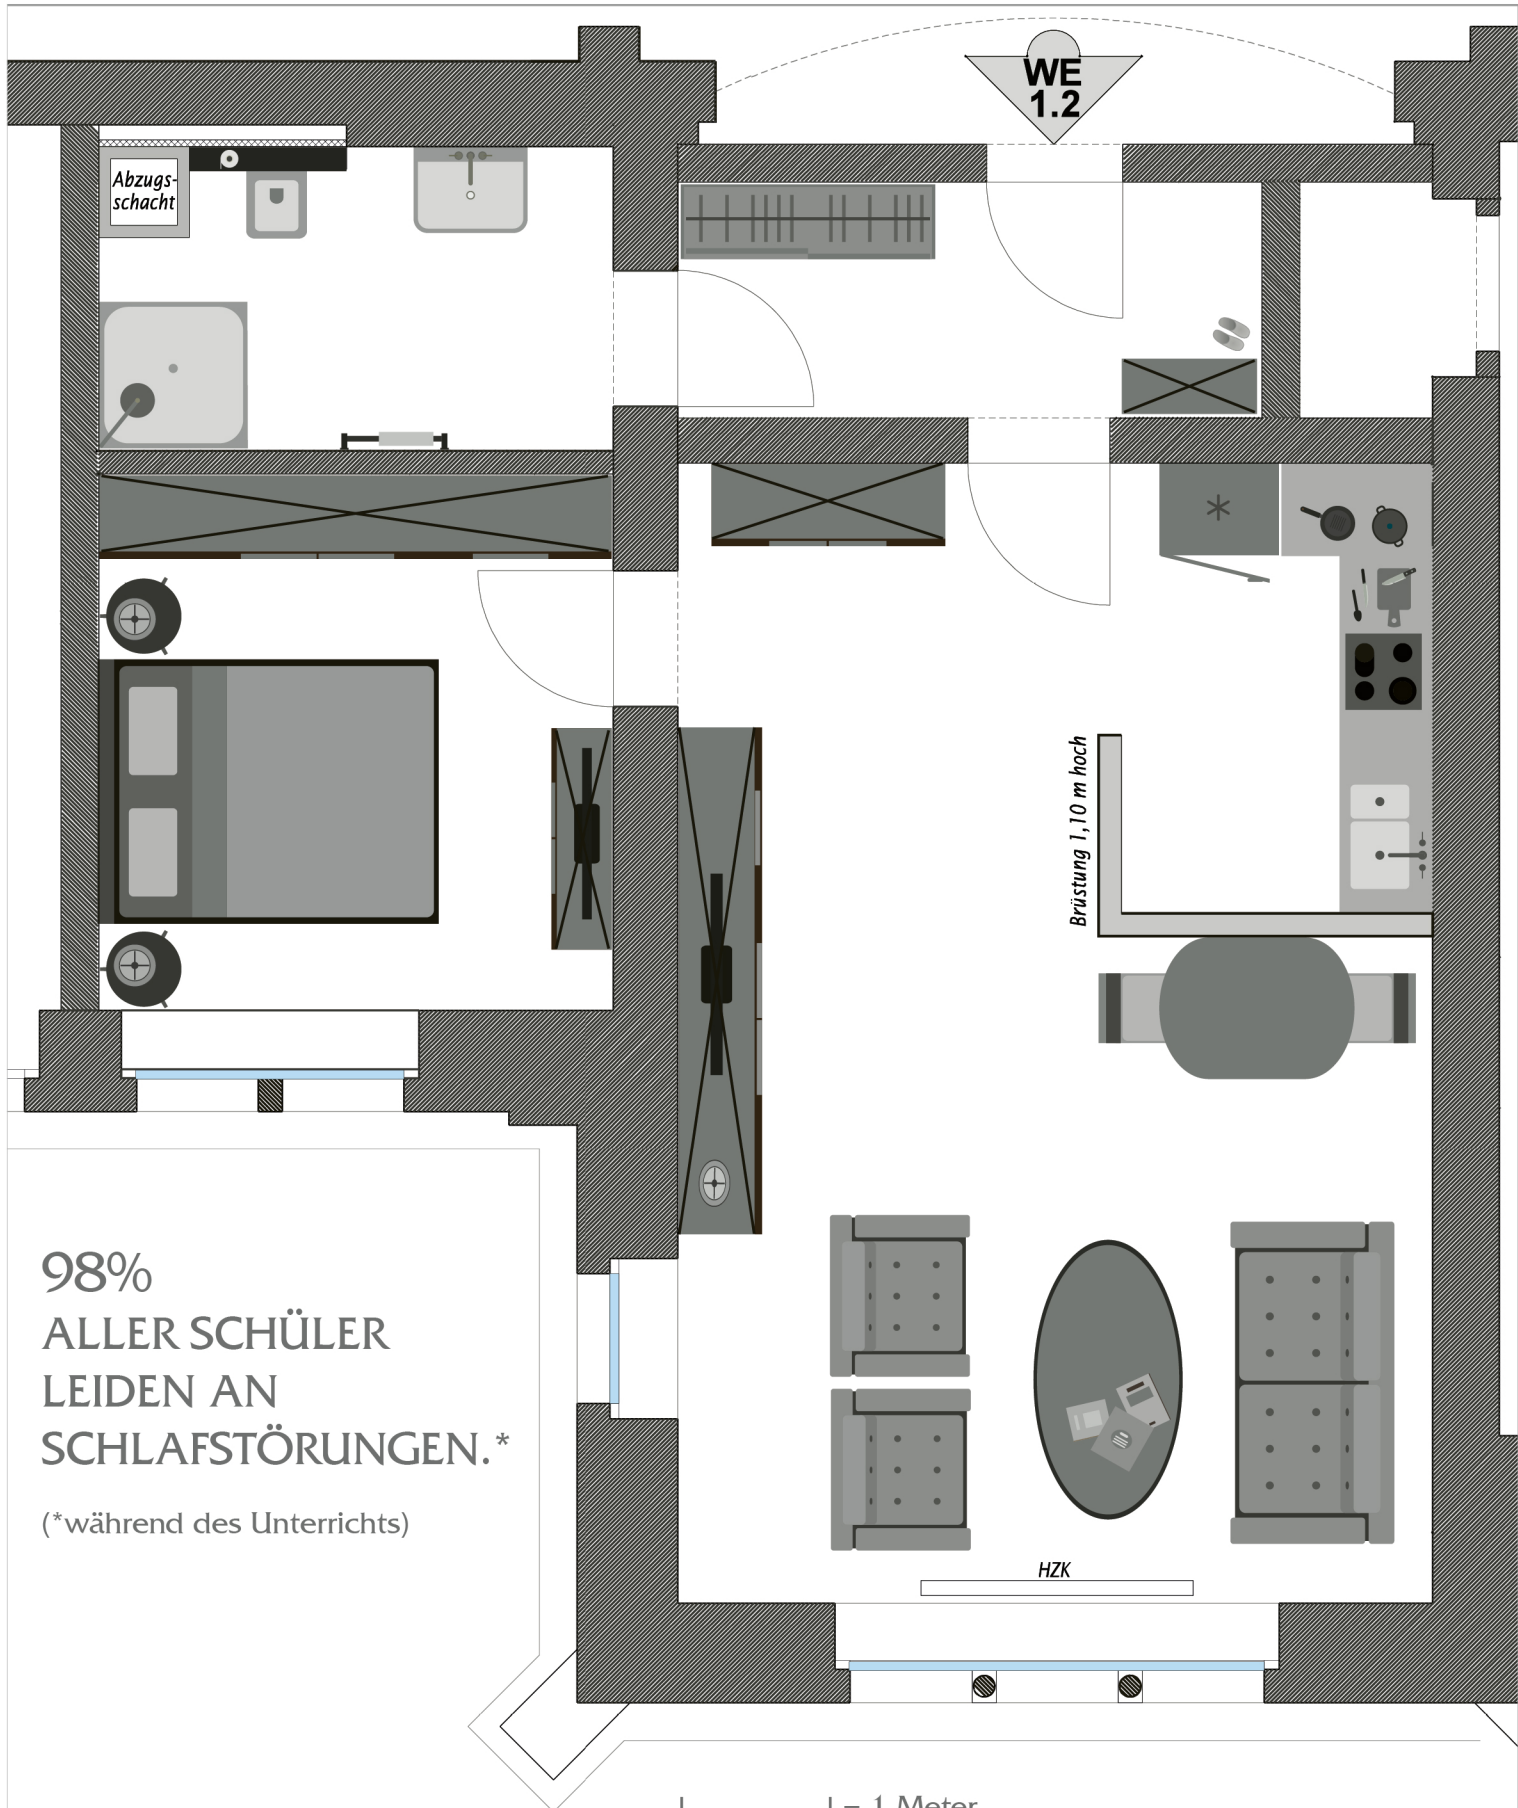 WE
1.2
Abzugs-
schacht
Brüstung 1,10 m hoch
98%
ALLER SCHÜLER
LEIDEN AN
SCHLAFSTÖRUNGEN.*
(*während des Unterrichts)
HZK
= 1 Meter